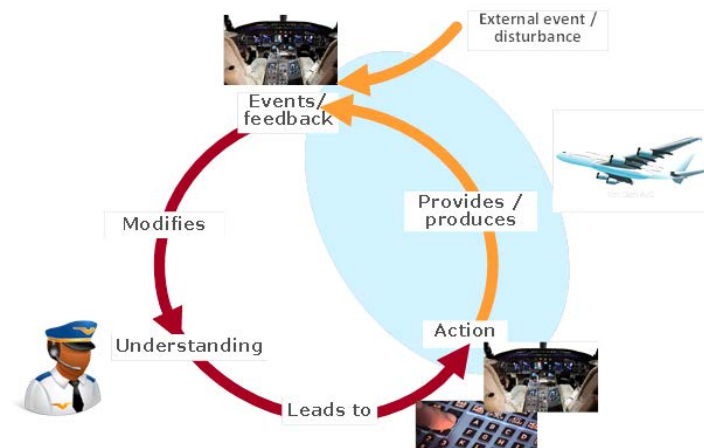 External event /
disturbance
Events/
feedback
Provides /
produces
Modifies
Action
Understanding
Leads to